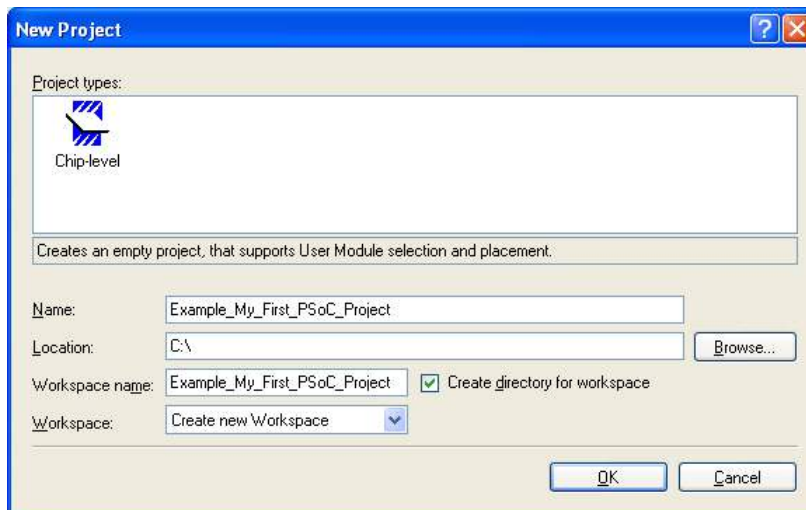 New Project
Project types:
Chip-level
Creates an empty project, that supports User Module selection and placement.
Name: Example_My_First_PSoC_Project
Location: C:\ Browse...
Workspace name: Example_My_First_PSoC_Project Create directory for workspace
Workspace: Create new Workspace
OK Cancel